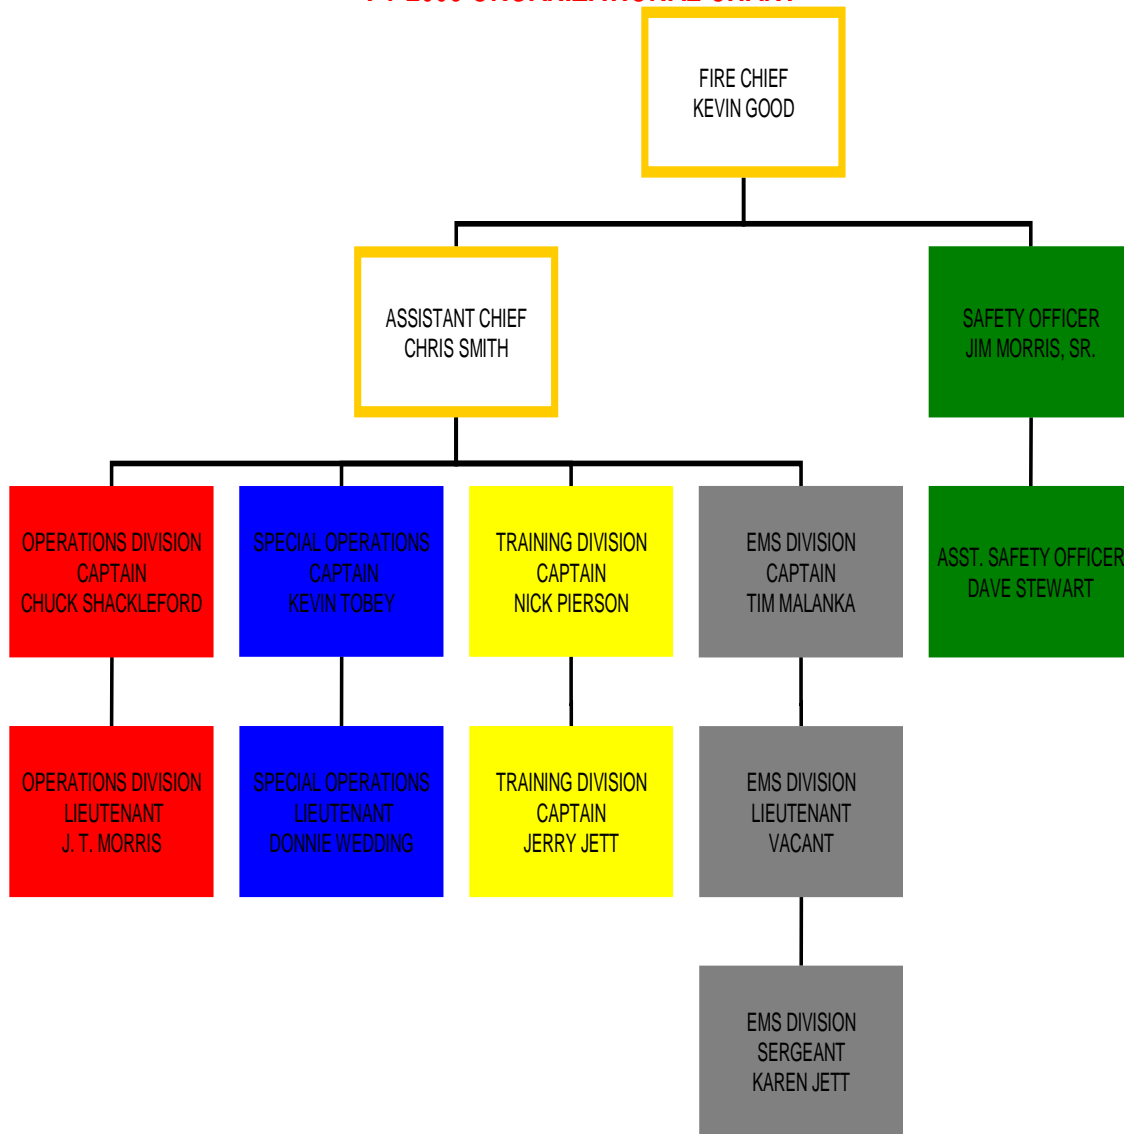 ORGANIZATIONAL CHART
FIRE CHIEF
KEVIN GOOD
ASSISTANT CHIEF
CHRIS SMITH
SAFETY OFFICER
JIM MORRIS, SR.
OPERATIONS DIVISION
CAPTAIN
CHUCK SHACKLEFORD
SPECIAL OPERATIONS
CAPTAIN
KEVIN TOBEY
TRAINING DIVISION
CAPTAIN
NICK PIERSON
EMS DIVISION
CAPTAIN
TIM MALANKA
ASST. SAFETY OFFICER
DAVE STEWART
OPERATIONS DIVISION
LIEUTENANT
J. T. MORRIS
SPECIAL OPERATIONS
LIEUTENANT
DONNIE WEDDING
TRAINING DIVISION
CAPTAIN
JERRY JETT
EMS DIVISION
LIEUTENANT
VACANT
EMS DIVISION
SERGEANT
KAREN JETT